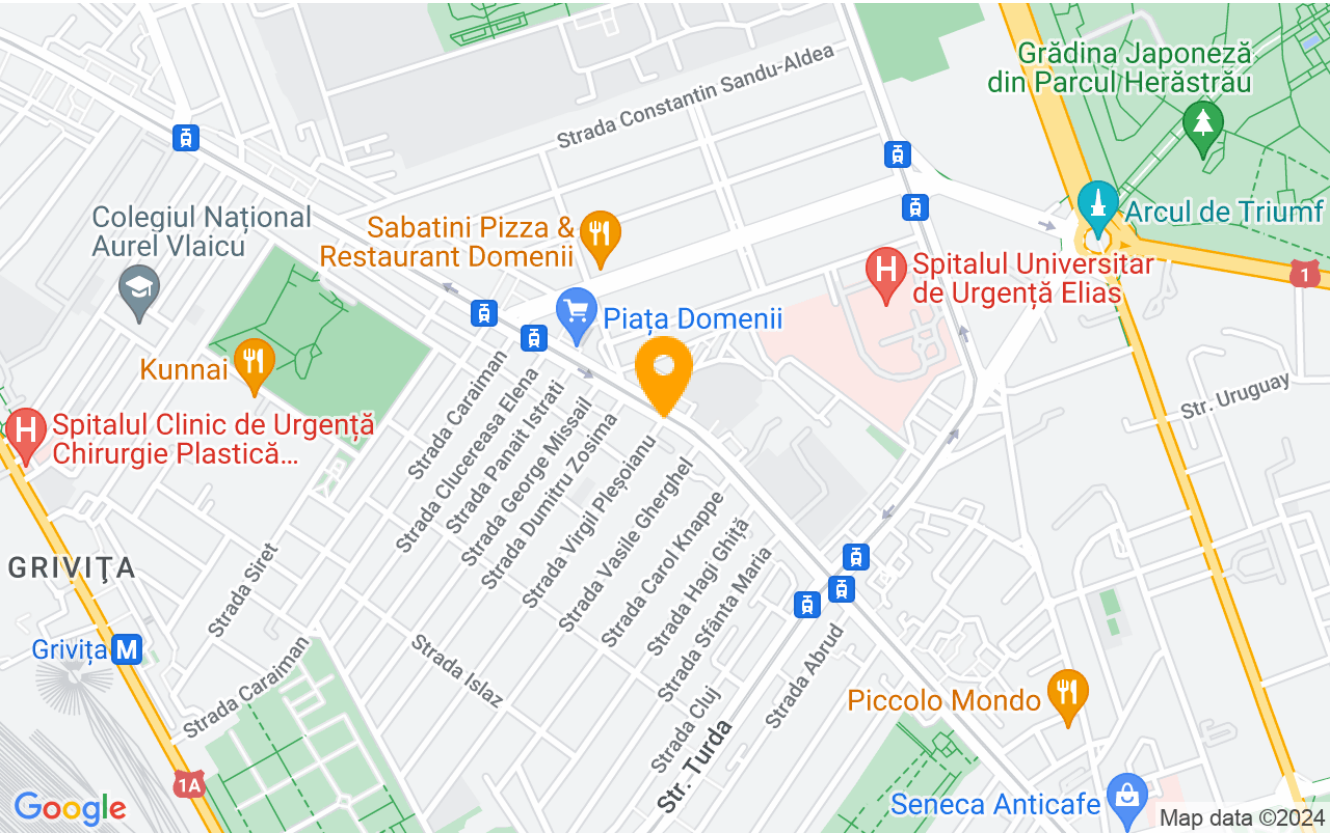 Grădina Japoneză
din Parcul Herăstrău
Strada Constantin Sandu-Aldea
Colegiul Național
Aurel Vlaicu
Sabatini Pizza &
Restaurant Domenii
Arcul de Triumf
1
H
Spitalul Universitar
de Urgență Elias
Piața Domenii
Kunnai
Str. Uruguay
H
Spitalul Clinic de Urgență
Chirurgie Plastică...
Strada Caraiman
Strada Clucereasa Elena
Strada Panait Istrati
Strada George Missail
Strada Dumitru Zosima
Strada Virgil Pleșoianu
Strada Vasile Gherghel
Strada Carol Knappe
Strada Hagi Ghiță
Strada Sfânta Maria
GRIVIŢA
Strada Siret
Grivița M
Strada Caraiman
Strada Islaz
Strada Cluj
Str. Turda
Strada Abrud
Piccolo Mondo
1A
Google
Seneca Anticafe
Map data ©2024